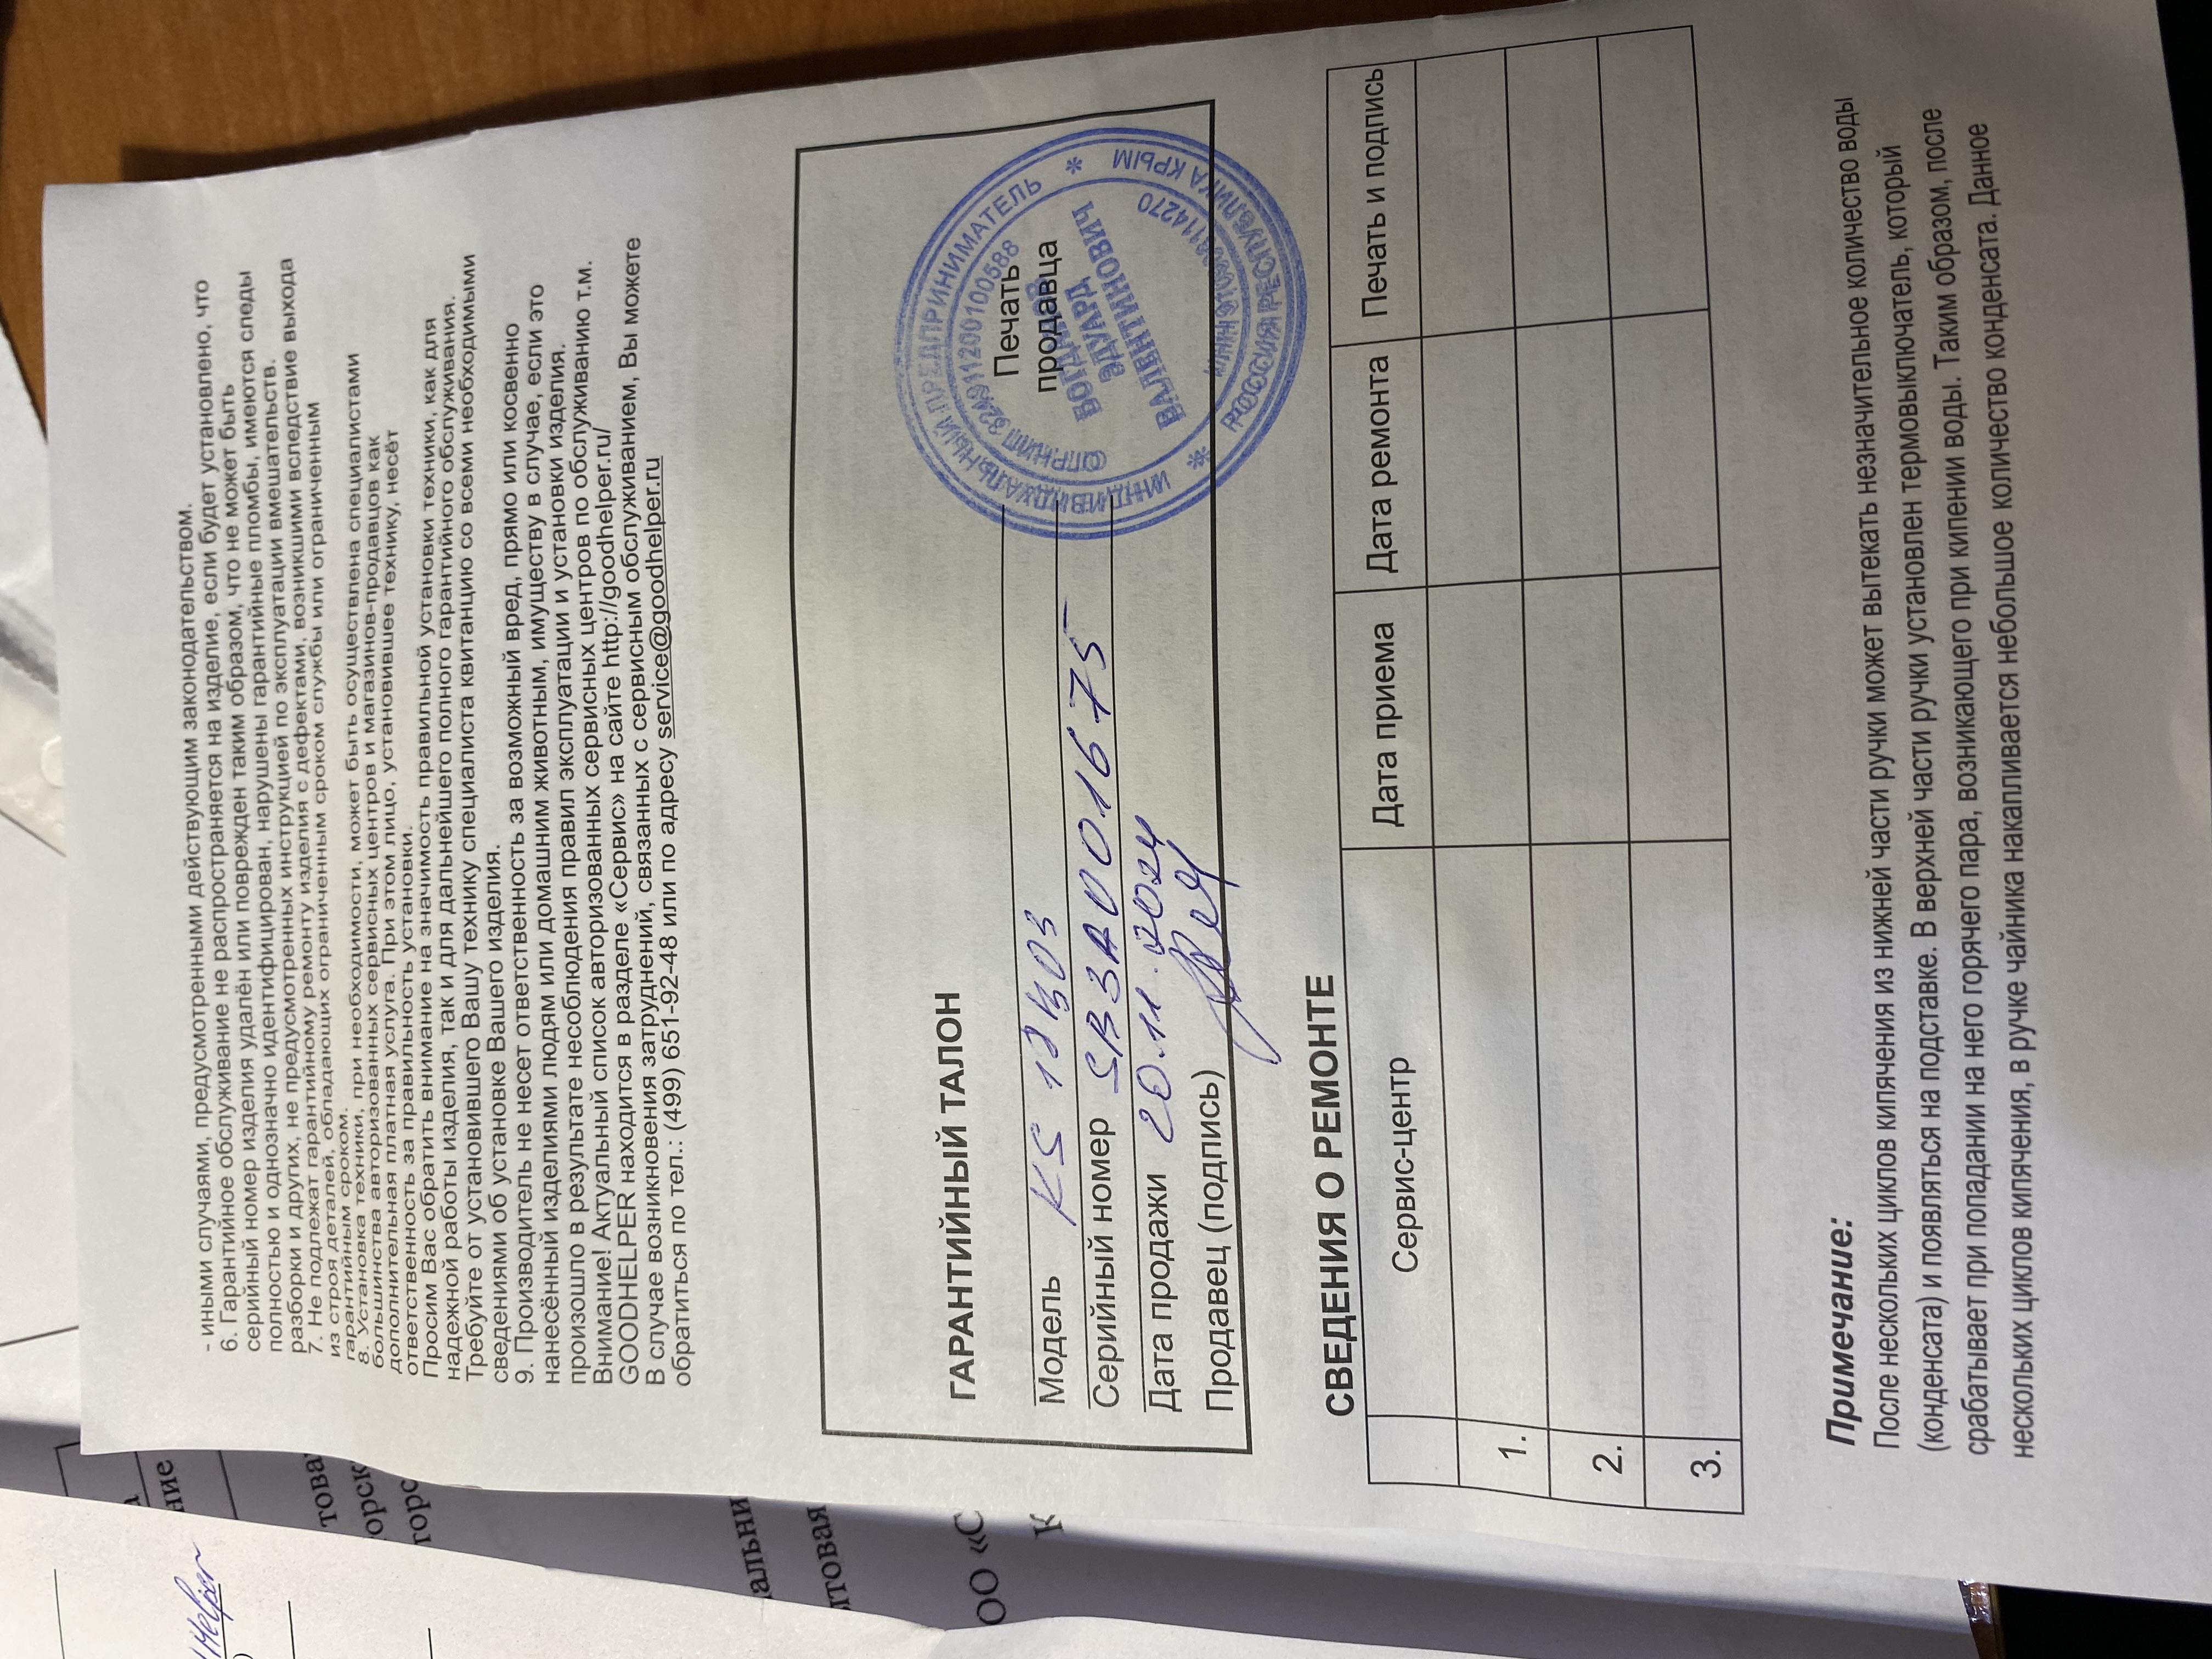 - иными случаями, предусмотренными действующим законодательством.
6. Гарантийное обслуживание не распространяется на изделие, если будет установлено, что
серийный номер изделия удалён или поврежден таким образом, что не может быть
полностью и однозначно идентифицирован, нарушены гарантийные пломбы, имеются следы
разборки и других, не предусмотренных инструкцией по эксплуатации вмешательств.
7. Не подлежат гарантийному ремонту изделия с дефектами, возникшими вследствие выхода
из строя деталей, обладающих ограниченным сроком службы или ограниченным
гарантийным сроком.
8. Установка техники, при необходимости, может быть осуществлена специалистами
большинства авторизованных сервисных центров и магазинов-продавцов как
дополнительная платная услуга. При этом лицо, установившее технику, несёт
ответственность за правильность установки.
Просим Вас обратить внимание на значимость правильной установки техники, как для
надежной работы изделия, так и для дальнейшего полного гарантийного обслуживания.
Требуйте от установившего Вашу технику специалиста квитанцию со всеми необходимыми
сведениями об установке Вашего изделия.
9. Производитель не несет ответственность за возможный вред, прямо или косвенно
нанесённый изделиями людям или домашним животным, имуществу в случае, если это
произошло в результате несоблюдения правил эксплуатации и установки изделия.
Внимание! Актуальный список авторизованных сервисных центров по обслуживанию т.м.
GOODHELPER находится в разделе «Сервис» на сайте http://goodhelper.ru/
В случае возникновения затруднений, связанных с сервисным обслуживанием, Вы можете
обратиться по тел.: (499) 651-92-48 или по адресу service@goodhelper.ru
ГАРАНТИЙНЫЙ ТАЛОН
Модель KS 18B03
Серийный номер SB3A00.16675
Дата продажи 20.11.2024
Продавец (подпись)
Печать
продавца
ИНДИВИДУАЛЬНЫЙ ПРЕДПРИНИМАТЕЛЬ
ОГРНИП 324911200100588
ЭДУАРД
ВАЛЕНТИНОВИЧ
РОССИЯ РЕСПУБЛИКА КРЫМ
СВЕДЕНИЯ О РЕМОНТЕ
Сервис-центр Дата приема Дата ремонта Печать и подпись
1.
2.
3.
Примечание:
После нескольких циклов кипячения из нижней части ручки может вытекать незначительное количество воды
(конденсата) и появляться на подставке. В верхней части ручки установлен термовыключатель, который
срабатывает при попадании на него горячего пара, возникающего при кипении воды. Таким образом, после
нескольких циклов кипячения, в ручке чайника накапливается небольшое количество конденсата. Данное
Helper